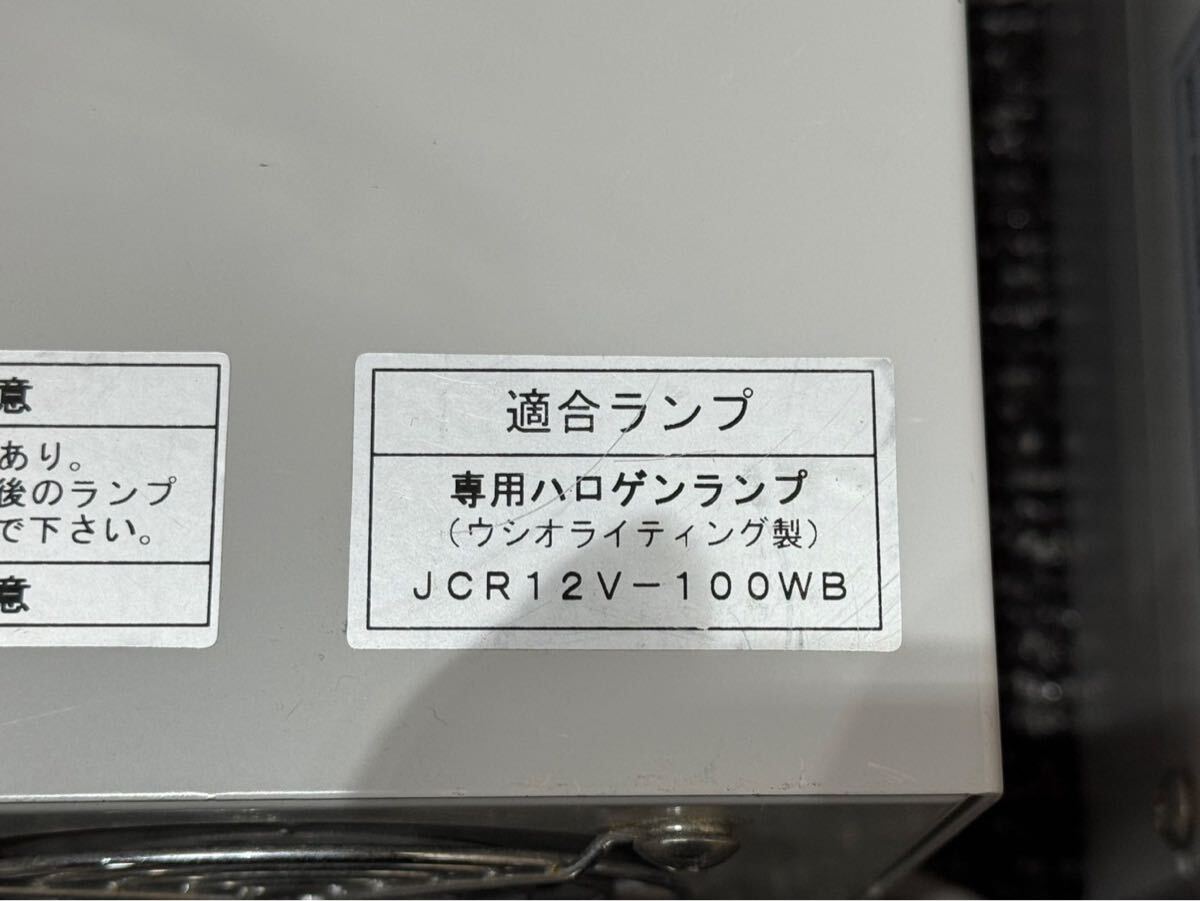 意
あり。
後のランプ
で下さい。
意
適合ランプ
専用ハロゲンランプ
(ウシオライティング製)
JCR12V-100WB